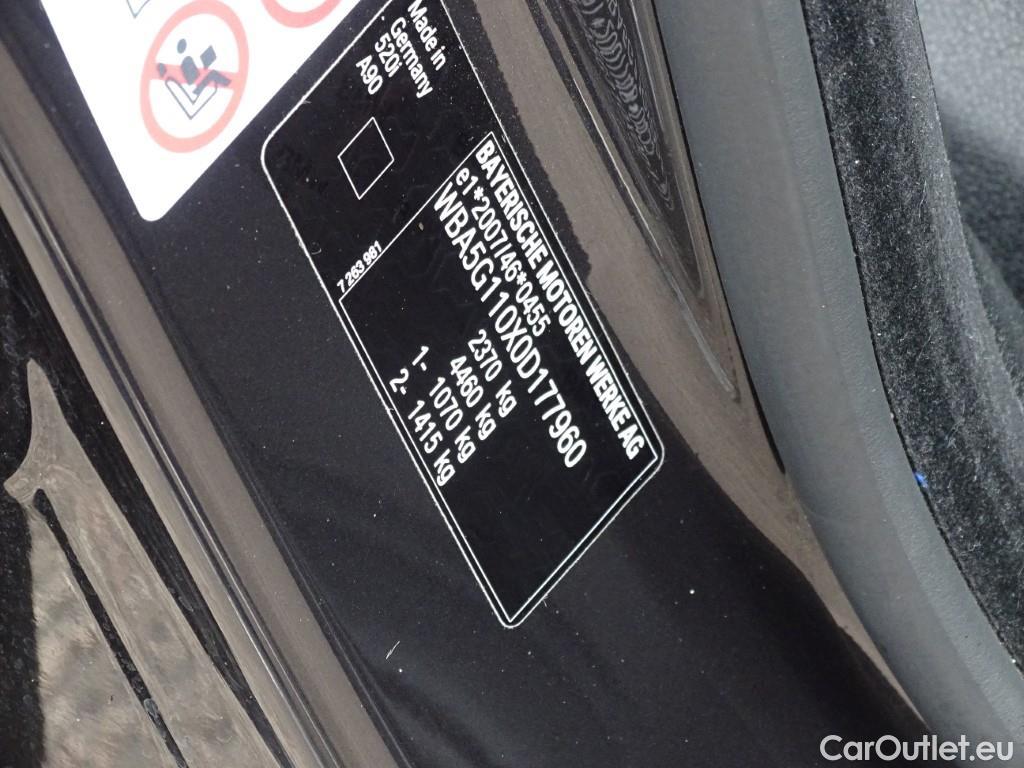 BAYERISCHE MOTOREN WERKE AG
e1*2007/46*0455
WBA5G110X0D177960
2370 kg
4460 kg
1- 1070 kg
2- 1415 kg
Made in
Germany
520i
A90
7 263 981
CarOutlet.eu